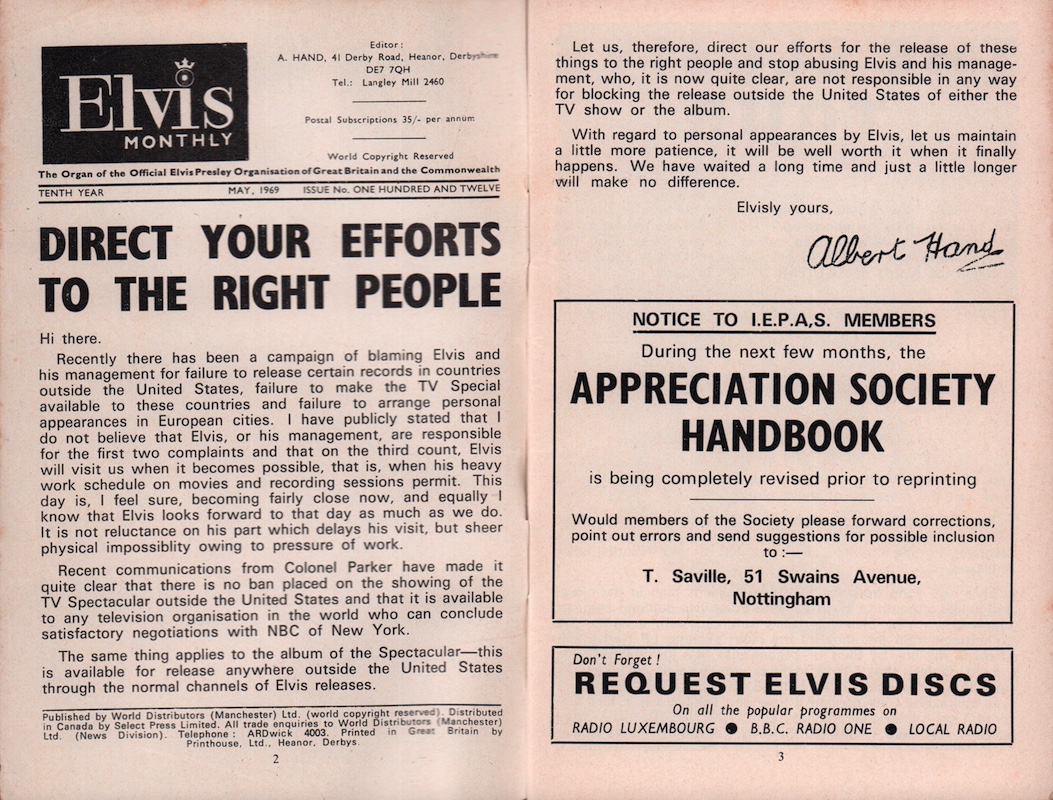 Elvis
MONTHLY
Editor :
A. HAND, 41 Derby Road, Heanor, Derbyshire
DE7 7QH
Tel.: Langley Mill 2460
Postal Subscriptions 35/- per annum
World Copyright Reserved
The Organ of the Official Elvis Presley Organisation of Great Britain and the Commonwealth
TENTH YEAR MAY, 1969 ISSUE No. ONE HUNDRED AND TWELVE
DIRECT YOUR EFFORTS
TO THE RIGHT PEOPLE
Hi there.
Recently there has been a campaign of blaming Elvis and
his management for failure to release certain records in countries
outside the United States, failure to make the TV Special
available to these countries and failure to arrange personal
appearances in European cities. I have publicly stated that I
do not believe that Elvis, or his management, are responsible
for the first two complaints and that on the third count, Elvis
will visit us when it becomes possible, that is, when his heavy
work schedule on movies and recording sessions permit. This
day is, I feel sure, becoming fairly close now, and equally I
know that Elvis looks forward to that day as much as we do.
It is not reluctance on his part which delays his visit, but sheer
physical impossiblity owing to pressure of work.
Recent communications from Colonel Parker have made it
quite clear that there is no ban placed on the showing of the
TV Spectacular outside the United States and that it is available
to any television organisation in the world who can conclude
satisfactory negotiations with NBC of New York.
The same thing applies to the album of the Spectacular—this
is available for release anywhere outside the United States
through the normal channels of Elvis releases.
Published by World Distributors (Manchester) Ltd. (world copyright reserved). Distributed
in Canada by Select Press Limited. All trade enquiries to World Distributors (Manchester)
Ltd. (News Division). Telephone : ARDwick 4003. Printed in Great Britain by
Printhouse, Ltd., Heanor, Derbys.
2
Let us, therefore, direct our efforts for the release of these
things to the right people and stop abusing Elvis and his manage-
ment, who, it is now quite clear, are not responsible in any way
for blocking the release outside the United States of either the
TV show or the album.
With regard to personal appearances by Elvis, let us maintain
a little more patience, it will be well worth it when it finally
happens. We have waited a long time and just a little longer
will make no difference.
Elvisly yours,
Albert Hand
NOTICE TO I.E.P.A,S. MEMBERS
During the next few months, the
APPRECIATION SOCIETY
HANDBOOK
is being completely revised prior to reprinting
Would members of the Society please forward corrections,
point out errors and send suggestions for possible inclusion
to :—
T. Saville, 51 Swains Avenue,
Nottingham
Don't Forget !
REQUEST ELVIS DISCS
On all the popular programmes on
RADIO LUXEMBOURG ● B.B.C. RADIO ONE ● LOCAL RADIO
3